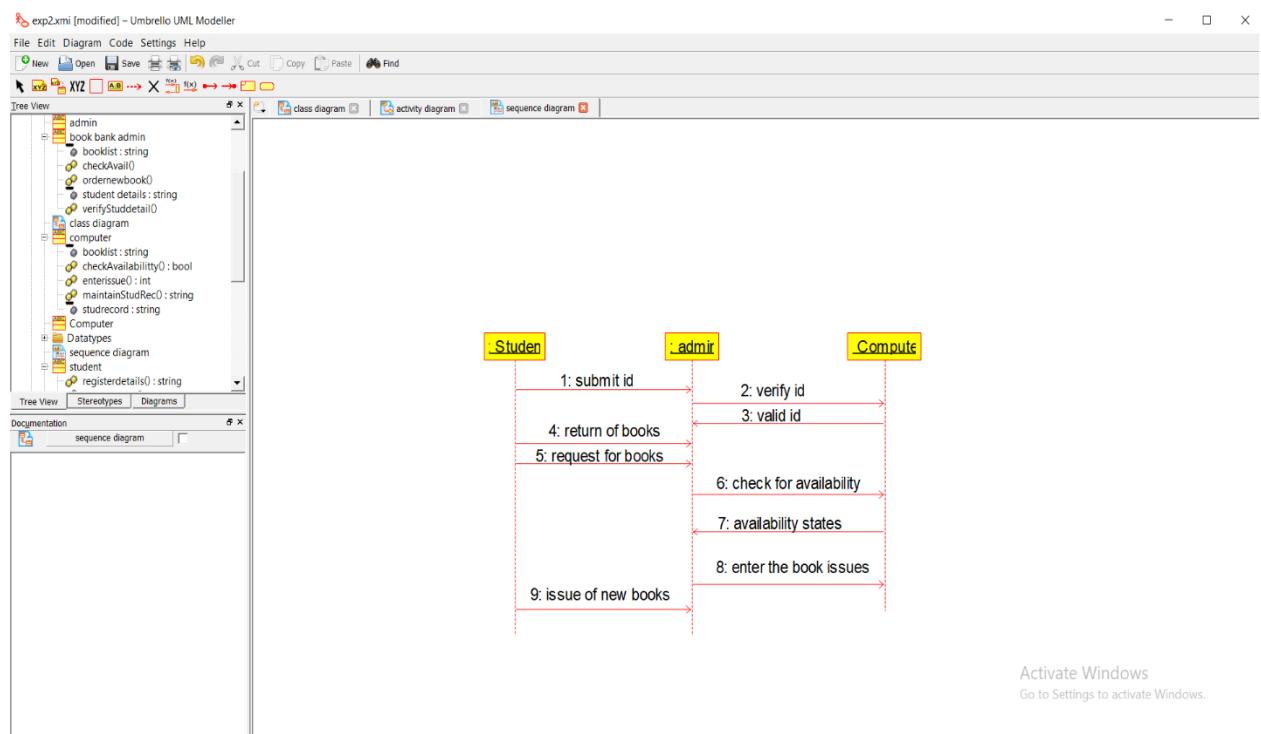 exp2.xmi [modified] – Umbrello UML Modeller
File Edit Diagram Code Settings Help
New Open Save Cut Copy Paste Find
XYZ XYZ A.B f(x) f(x)
Tree View
class diagram activity diagram sequence diagram
admin
book bank admin
booklist : string
checkAvail()
ordernewbook()
student details : string
verifyStuddetail()
class diagram
computer
booklist : string
checkAvailabilitty() : bool
enterissue() : int
maintainStudRec() : string
studrecord : string
Computer
Datatypes
sequence diagram
student
registerdetails() : string
Tree View Stereotypes Diagrams
Documentation
sequence diagram
: Studen : admin Compute
1: submit id
2: verify id
3: valid id
4: return of books
5: request for books
6: check for availability
7: availability states
8: enter the book issues
9: issue of new books
Activate Windows
Go to Settings to activate Windows.